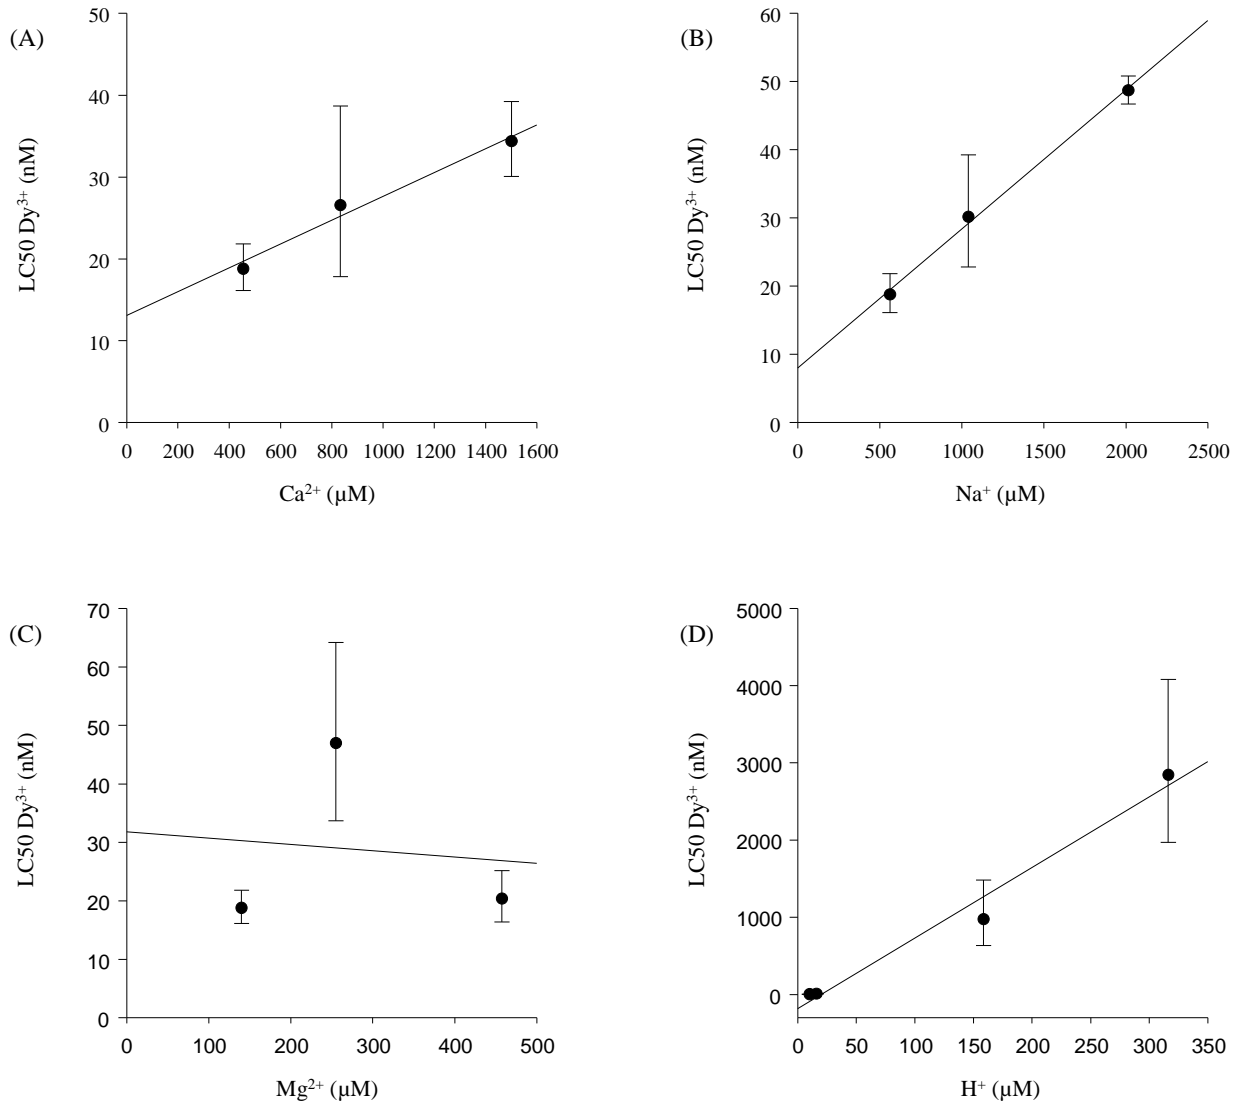 (A)
50
40
30
20
10
0
LC50 Dy³⁺ (nM)
0 200 400 600 800 1000 1200 1400 1600
Ca²⁺ (µM)
(B)
60
50
40
30
20
10
0
LC50 Dy³⁺ (nM)
0 500 1000 1500 2000 2500
Na⁺ (µM)
(C)
70
60
50
40
30
20
10
0
LC50 Dy³⁺ (nM)
0 100 200 300 400 500
Mg²⁺ (µM)
(D)
5000
4000
3000
2000
1000
0
LC50 Dy³⁺ (nM)
0 50 100 150 200 250 300 350
H⁺ (µM)